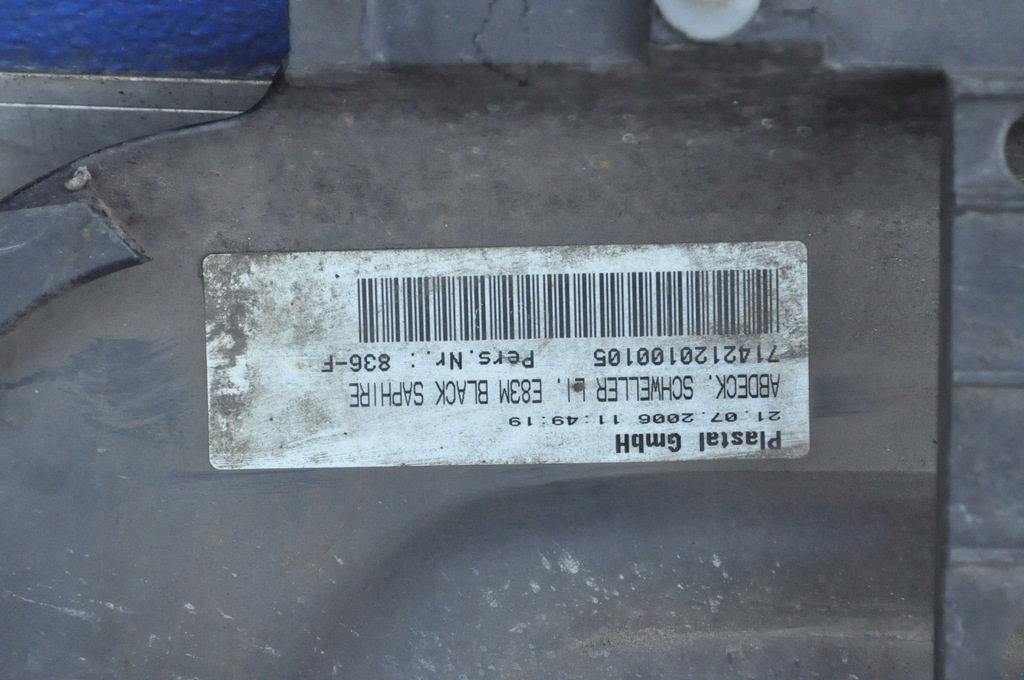 Plastal GmbH
21.07.2006 11:49:19
ABDECK. SCHWELLER LI. E83M BLACK SAPHIRE
7142120100105 Pers.Nr.: 836-F